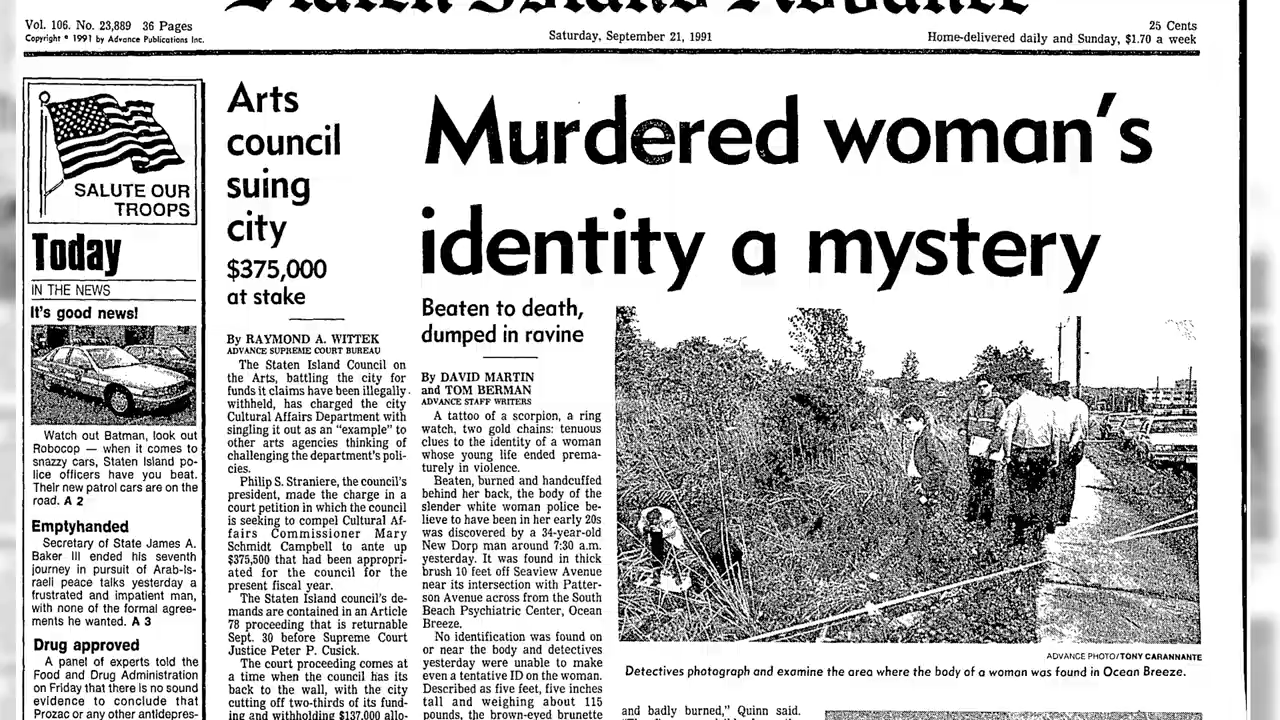 Staten Island Advance
Vol. 106. No. 23,889 36 Pages
Copyright © 1991 by Advance Publications Inc.
Saturday, September 21, 1991
25 Cents
Home-delivered daily and Sunday, $1.70 a week
SALUTE OUR
TROOPS
Today
IN THE NEWS
It's good news!
Watch out Batman, look out
Robocop — when it comes to
snazzy cars, Staten Island po-
lice officers have you beat.
Their new patrol cars are on the
road. A 2
Emptyhanded
Secretary of State James A.
Baker III ended his seventh
journey in pursuit of Arab-Is-
raeli peace talks yesterday a
frustrated and impatient man,
with none of the formal agree-
ments he wanted. A 3
Drug approved
A panel of experts told the
Food and Drug Administration
on Friday that there is no sound
evidence to conclude that
Prozac or any other antidepres-
Arts
council
suing
city
$375,000
at stake
By RAYMOND A. WITTEK
ADVANCE SUPREME COURT BUREAU
The Staten Island Council on
the Arts, battling the city for
funds it claims have been illegally
withheld, has charged the city
Cultural Affairs Department with
singling it out as an "example" to
other arts agencies thinking of
challenging the department's poli-
cies.
Philip S. Straniere, the council's
president, made the charge in a
court petition in which the council
is seeking to compel Cultural Af-
fairs Commissioner Mary
Schmidt Campbell to ante up
$375,500 that had been appropri-
ated for the council for the
present fiscal year.
The Staten Island council's de-
mands are contained in an Article
78 proceeding that is returnable
Sept. 30 before Supreme Court
Justice Peter P. Cusick.
The court proceeding comes at
a time when the council has its
back to the wall, with the city
cutting off two-thirds of its fund-
ing and withholding $137,000 allo-
Murdered woman's
identity a mystery
Beaten to death,
dumped in ravine
By DAVID MARTIN
and TOM BERMAN
ADVANCE STAFF WRITERS
A tattoo of a scorpion, a ring
watch, two gold chains: tenuous
clues to the identity of a woman
whose young life ended prema-
turely in violence.
Beaten, burned and handcuffed
behind her back, the body of the
slender white woman police be-
lieve to have been in her early 20s
was discovered by a 34-year-old
New Dorp man around 7:30 a.m.
yesterday. It was found in thick
brush 10 feet off Seaview Avenue
near its intersection with Patter-
son Avenue across from the South
Beach Psychiatric Center, Ocean
Breeze.
No identification was found on
or near the body and detectives
yesterday were unable to make
even a tentative ID on the woman.
Described as five feet, five inches
tall and weighing about 115
pounds, the brown-eyed brunette
ADVANCE PHOTO/TONY CARANNANTE
Detectives photograph and examine the area where the body of a woman was found in Ocean Breeze.
and badly burned," Quinn said.